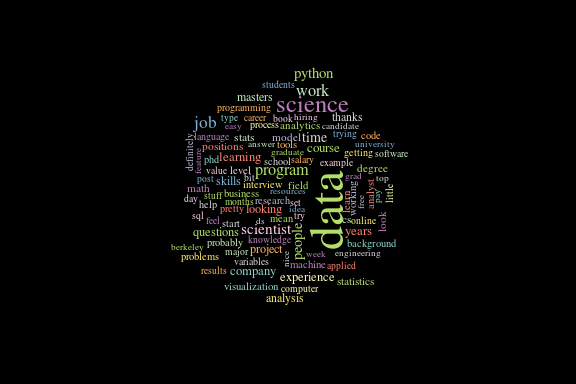 python
students
work
masters
science
programming
job
type
career
book
hiring
thanks
easy
process
analytics
candidate
language
stats
model
time
trying
code
definitely
answer
tools
university
positions
course
getting
software
phd
learning
graduate
feature
school
salary
example
value
level
program
degree
post
skills
bit
grad
top
math
interview
field
data
learn
working
free
analyst
pay
little
day
stuff
business
resources
help
months
research
set
sql
feel
pretty
looking
idea
start
ds
mean
try
cs
online
look
questions
scientist
people
years
berkeley
probably
knowledge
background
problems
major
project
nice
week
engineering
variables
machine
applied
results
company
experience
visualization
computer
statistics
analysis